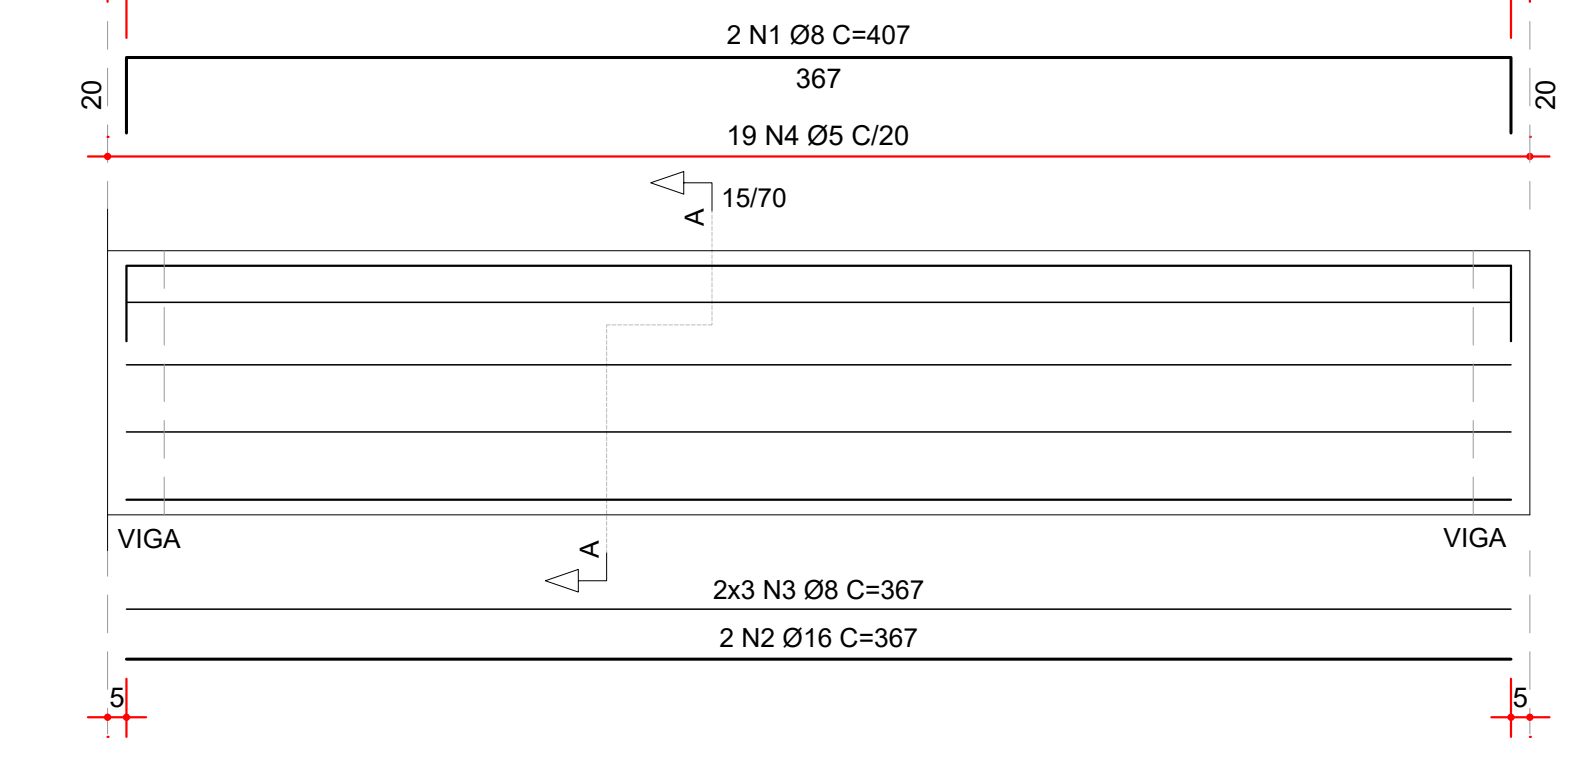 2 N1 Ø8 C=407
20
367
20
19 N4 Ø5 C/20
15/70
A
VIGA
VIGA
A
2x3 N3 Ø8 C=367
2 N2 Ø16 C=367
5
5